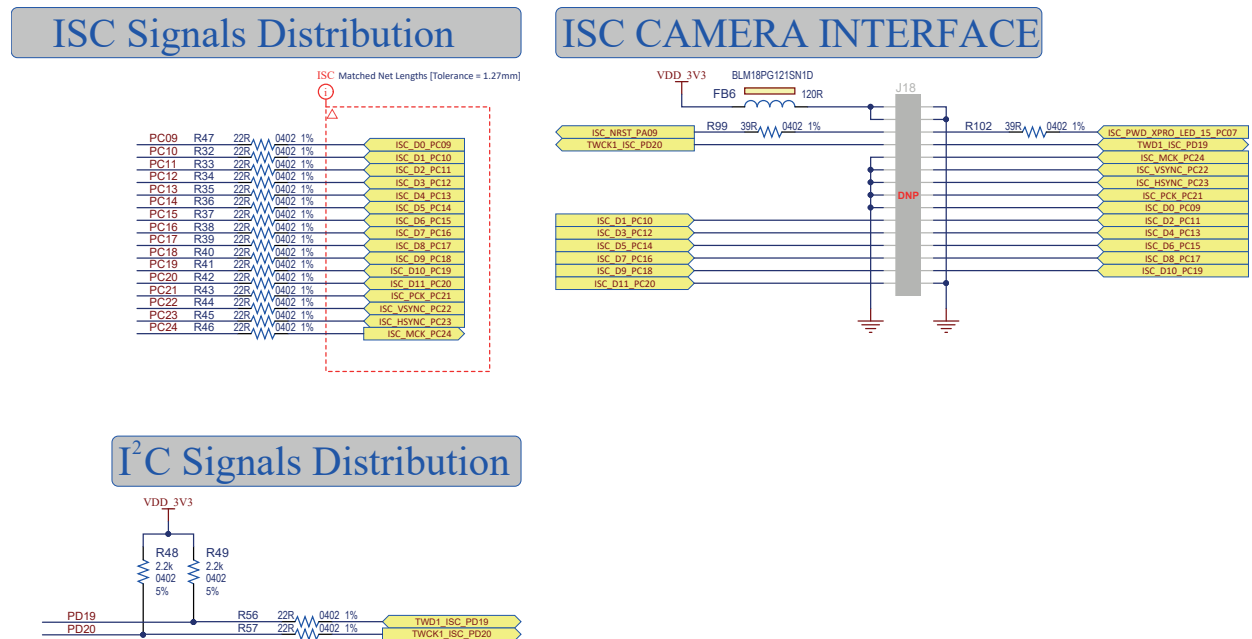 ISC Signals Distribution
ISC Matched Net Lengths [Tolerance = 1.27mm]
i
PC09 R47 22R 0402 1% ISC_D0_PC09
PC10 R32 22R 0402 1% ISC_D1_PC10
PC11 R33 22R 0402 1% ISC_D2_PC11
PC12 R34 22R 0402 1% ISC_D3_PC12
PC13 R35 22R 0402 1% ISC_D4_PC13
PC14 R36 22R 0402 1% ISC_D5_PC14
PC15 R37 22R 0402 1% ISC_D6_PC15
PC16 R38 22R 0402 1% ISC_D7_PC16
PC17 R39 22R 0402 1% ISC_D8_PC17
PC18 R40 22R 0402 1% ISC_D9_PC18
PC19 R41 22R 0402 1% ISC_D10_PC19
PC20 R42 22R 0402 1% ISC_D11_PC20
PC21 R43 22R 0402 1% ISC_PCK_PC21
PC22 R44 22R 0402 1% ISC_VSYNC_PC22
PC23 R45 22R 0402 1% ISC_HSYNC_PC23
PC24 R46 22R 0402 1% ISC_MCK_PC24
ISC CAMERA INTERFACE
VDD_3V3 BLM18PG121SN1D
FB6 120R J18
ISC_NRST_PA09 R99 39R 0402 1% R102 39R 0402 1% ISC_PWD_XPRO_LED_15_PC07
TWCK1_ISC_PD20 TWD1_ISC_PD19
ISC_MCK_PC24
ISC_VSYNC_PC22
ISC_HSYNC_PC23
DNP ISC_PCK_PC21
ISC_D0_PC09
ISC_D1_PC10 ISC_D2_PC11
ISC_D3_PC12 ISC_D4_PC13
ISC_D5_PC14 ISC_D6_PC15
ISC_D7_PC16 ISC_D8_PC17
ISC_D9_PC18 ISC_D10_PC19
ISC_D11_PC20
I²C Signals Distribution
VDD_3V3
R48 R49
2.2k 2.2k
0402 0402
5% 5%
PD19 R56 22R 0402 1% TWD1_ISC_PD19
PD20 R57 22R 0402 1% TWCK1_ISC_PD20